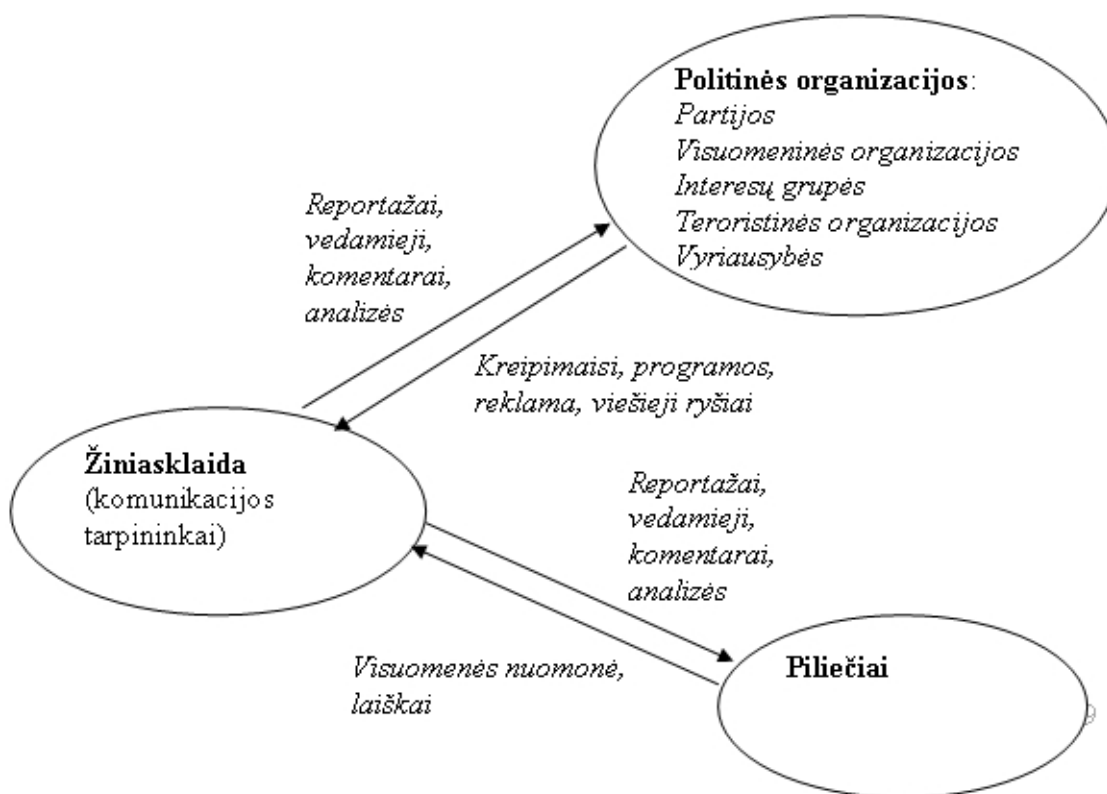 Politinės organizacijos:
Partijos
Visuomeninės organizacijos
Interesų grupės
Teroristinės organizacijos
Vyriausybės
Reportažai,
vedamieji,
komentarai,
analizės
Kreipimaisi, programos,
reklama, viešieji ryšiai
Žiniasklaida
(komunikacijos
tarpininkai)
Reportažai,
vedamieji,
komentarai,
analizės
Visuomenės nuomonė,
laiškai
Piliečiai